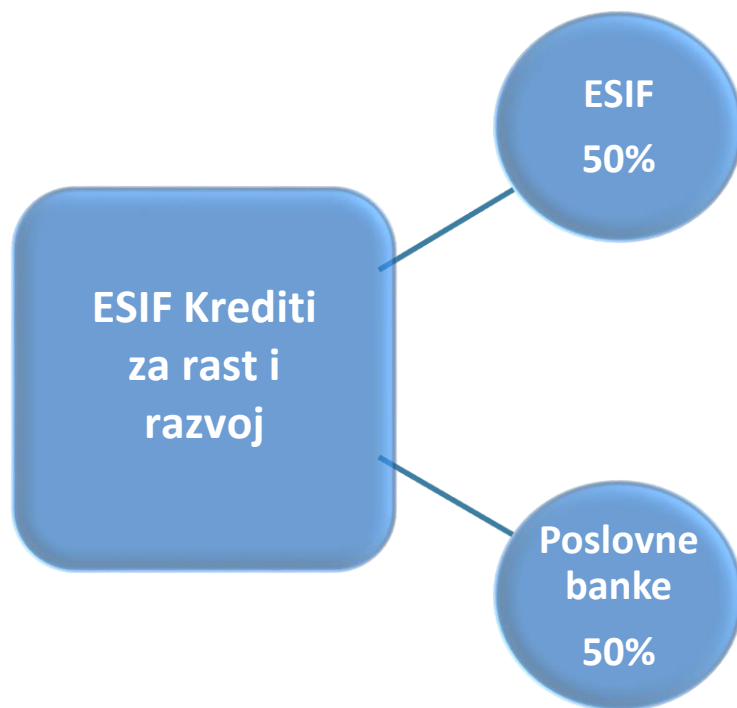 ESIF
50%
ESIF Krediti
za rast i
razvoj
Poslovne
banke
50%